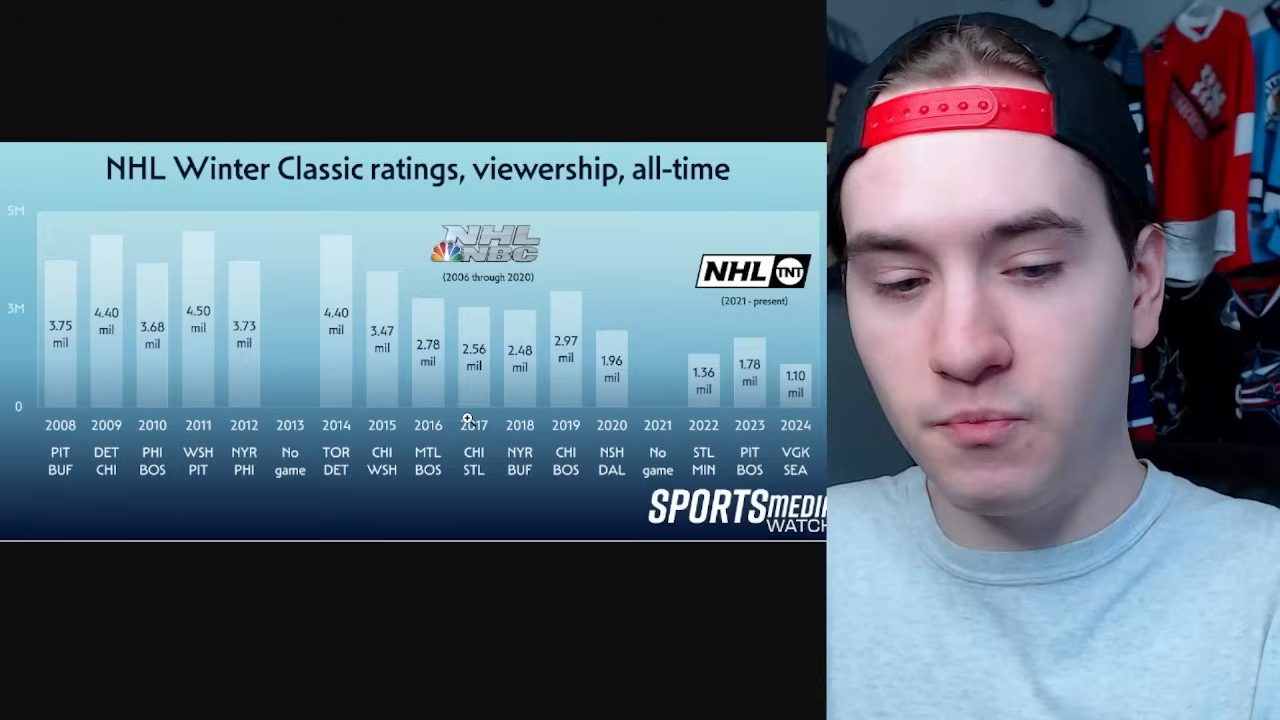 NHL Winter Classic ratings, viewership, all-time
5M
3M
0
NHL
NBC
(2006 through 2020)
NHL TNT
(2021 - present)
3.75 mil
4.40 mil
3.68 mil
4.50 mil
3.73 mil
4.40 mil
3.47 mil
2.78 mil
2.56 mil
2.48 mil
2.97 mil
1.96 mil
1.36 mil
1.78 mil
1.10 mil
2008 2009 2010 2011 2012 2013 2014 2015 2016 2017 2018 2019 2020 2021 2022 2023 2024
PIT DET PHI WSH NYR No TOR CHI MTL CHI NYR CHI NSH No STL PIT VGK
BUF CHI BOS PIT PHI game DET WSH BOS STL BUF BOS DAL game MIN BOS SEA
SPORTS MEDIA
WATCH